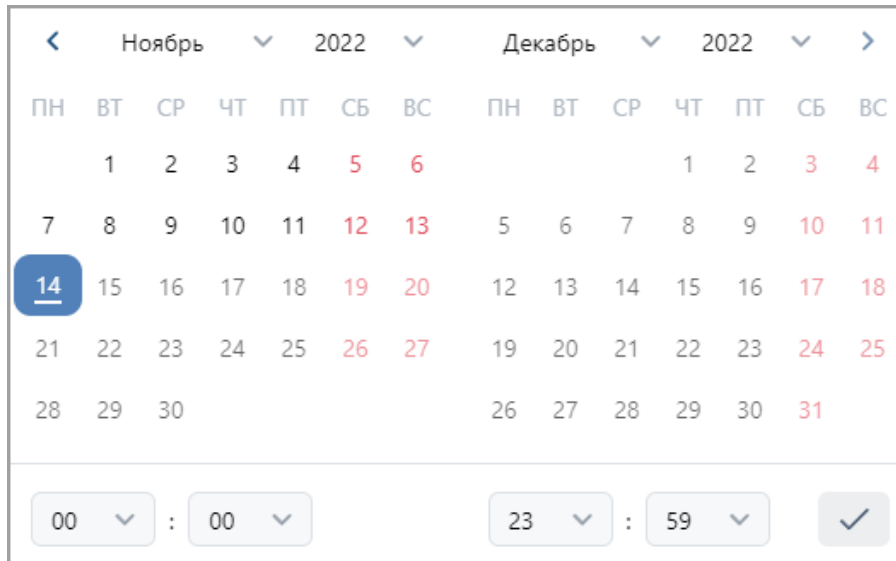 Ноябрь 2022 Декабрь 2022
ПН ВТ СР ЧТ ПТ СБ ВС ПН ВТ СР ЧТ ПТ СБ ВС
1 2 3 4 5 6 1 2 3 4
7 8 9 10 11 12 13 5 6 7 8 9 10 11
14 15 16 17 18 19 20 12 13 14 15 16 17 18
21 22 23 24 25 26 27 19 20 21 22 23 24 25
28 29 30 26 27 28 29 30 31
00 : 00 23 : 59